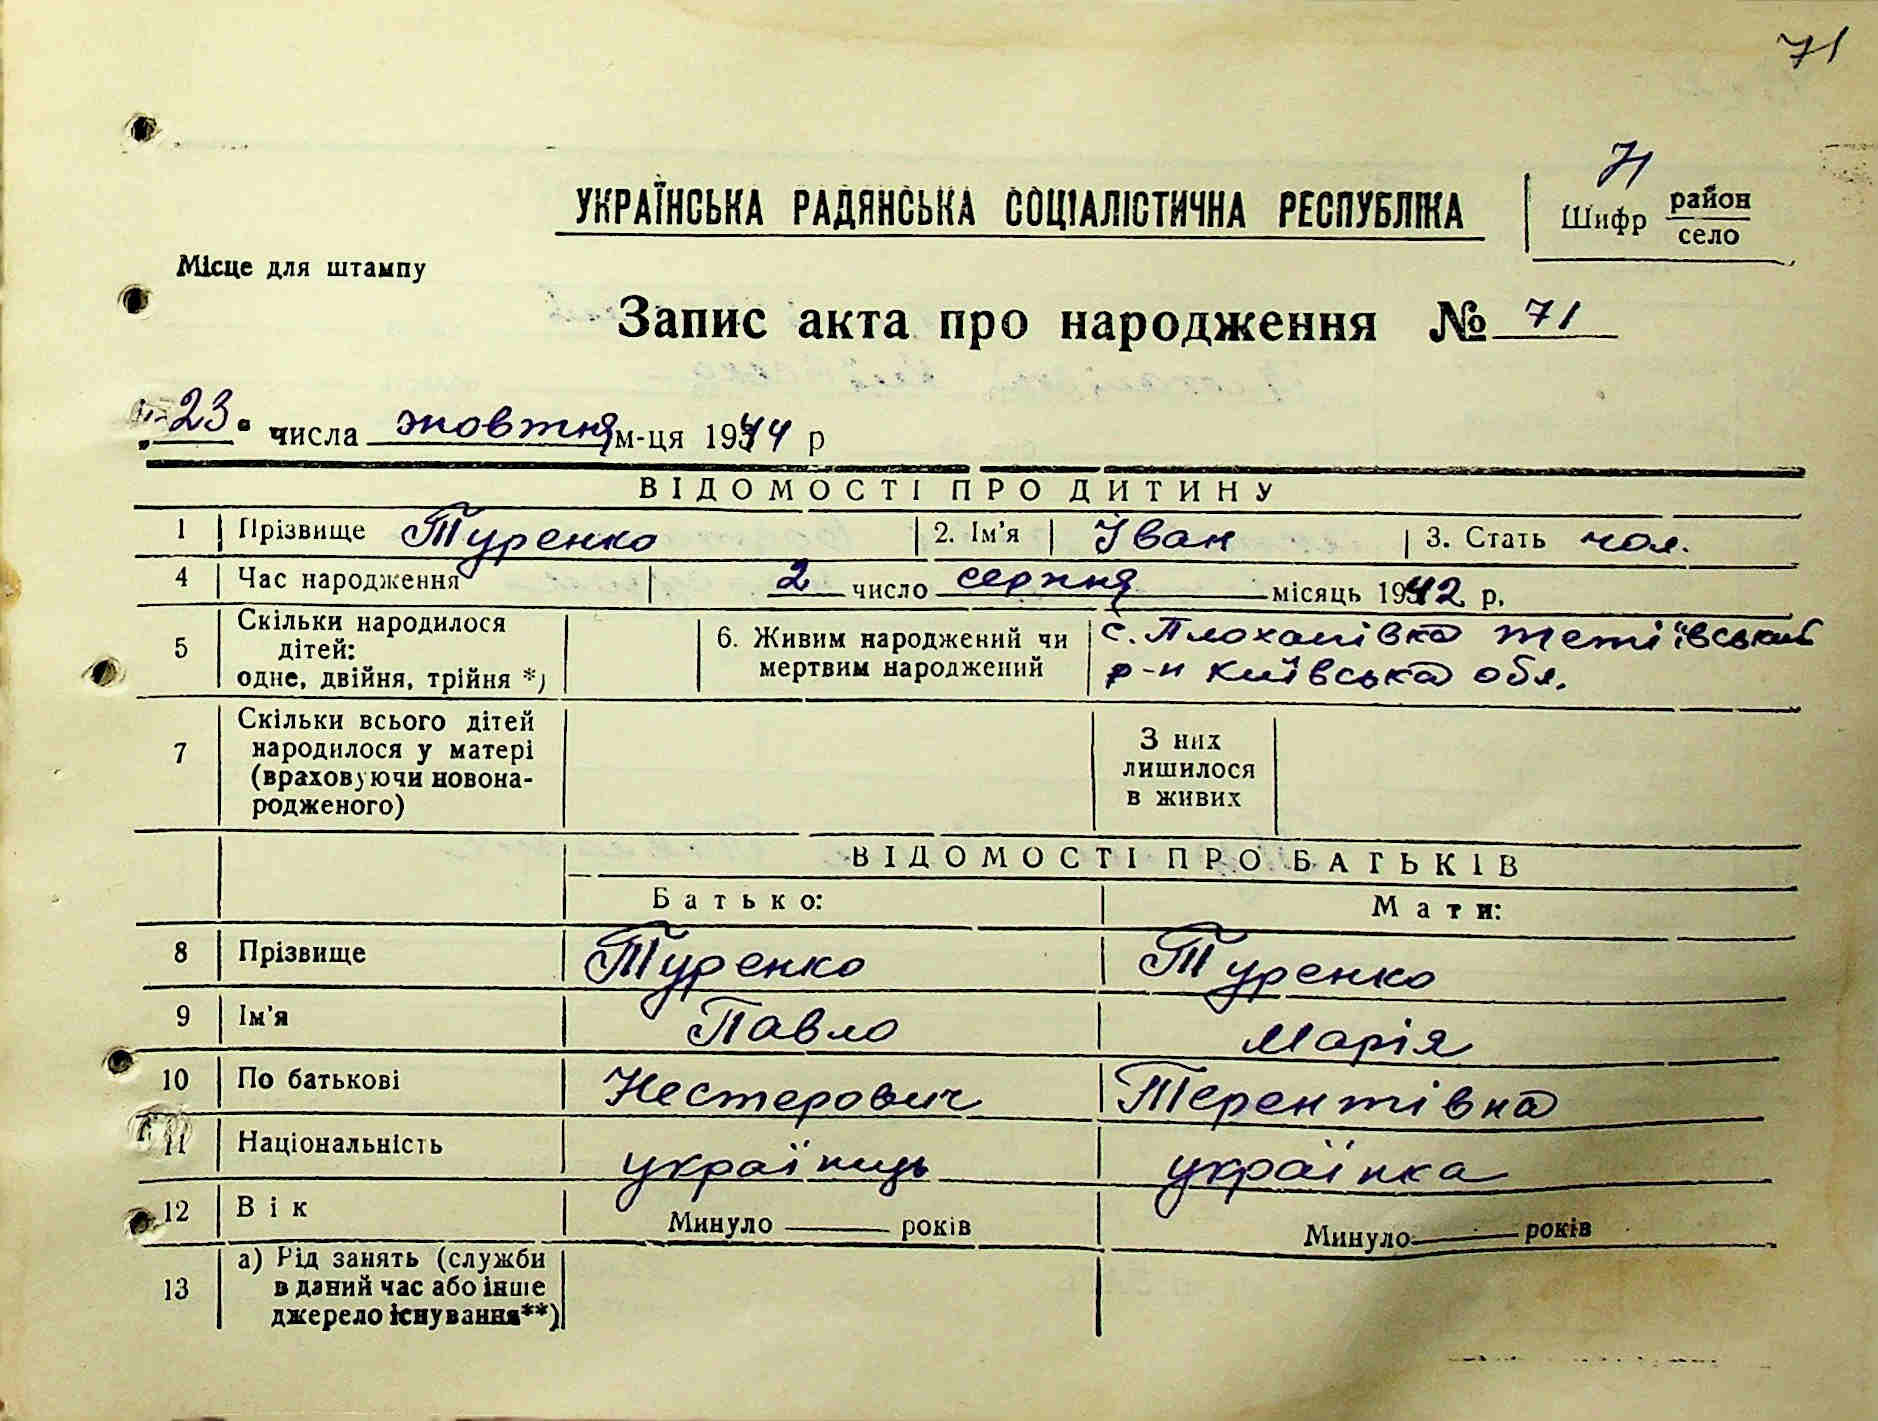 71
УКРАЇНСЬКА РАДЯНСЬКА СОЦІАЛІСТИЧНА РЕСПУБЛІКА
71
Шифр район
село
Місце для штампу
Запис акта про народження № 71
"23" числа жовтня м-ця 1944 р
ВІДОМОСТІ ПРО ДИТИНУ
1 Прізвище Туренко 2. Ім'я Іван 3. Стать чол.
4 Час народження 2 число серпня місяць 1942 р.
5 Скільки народилося дітей: одне, двійня, трійня *)
6. Живим народжений чи мертвим народжений
с. Плоханівка тетіївський
р-н Київська обл.
7 Скільки всього дітей народилося у матері (враховуючи новонародженого)
З них лишилося в живих
ВІДОМОСТІ ПРО БАТЬКІВ
Батько: Мати:
8 Прізвище Туренко Туренко
9 Ім'я Павло Марія
10 По батькові Нестерович Терентівна
11 Національність українць українка
12 Вік Минуло років Минуло років
13 а) Рід занять (служби
в даний час або інше
джерело існування**)